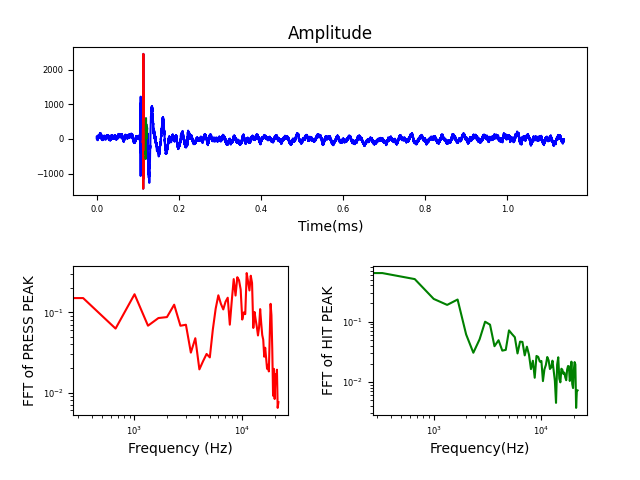 Amplitude
2000
1000
0
−1000
0.0 0.2 0.4 0.6 0.8 1.0
Time(ms)
FFT of PRESS PEAK
10⁻¹
10⁻²
10³ 10⁴
Frequency (Hz)
FFT of HIT PEAK
10⁻¹
10⁻²
10³ 10⁴
Frequency(Hz)